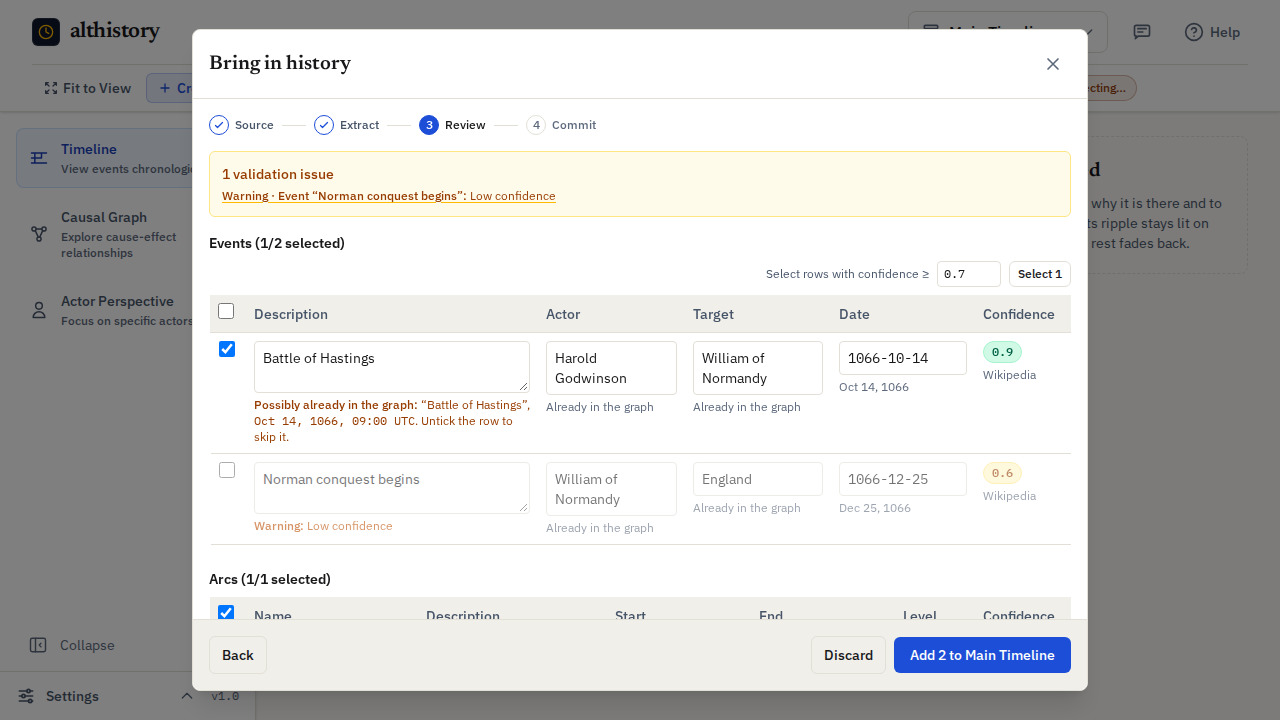 althistory
Help
Fit to View
ecting...
Timeline
View events chronologic
Causal Graph
Explore cause-effect
relationships
Actor Perspective
Focus on specific actors
Collapse
Settings
v1.0
why it is there and to
ts ripple stays lit on
rest fades back.
Bring in history
Source
Extract
3
Review
4
Commit
1 validation issue
Warning · Event “Norman conquest begins”: Low confidence
Events (1/2 selected)
Select rows with confidence ≥
0.7
Select 1
Description
Actor
Target
Date
Confidence
Battle of Hastings
Harold
Godwinson
Already in the graph
William of
Normandy
Already in the graph
1066-10-14
Oct 14, 1066
0.9
Wikipedia
Possibly already in the graph: “Battle of Hastings”,
Oct 14, 1066, 09:00 UTC. Untick the row to
skip it.
Norman conquest begins
Warning: Low confidence
William of
Normandy
Already in the graph
England
Already in the graph
1066-12-25
Dec 25, 1066
0.6
Wikipedia
Arcs (1/1 selected)
Name
Description
Start
End
Level
Confidence
Back
Discard
Add 2 to Main Timeline